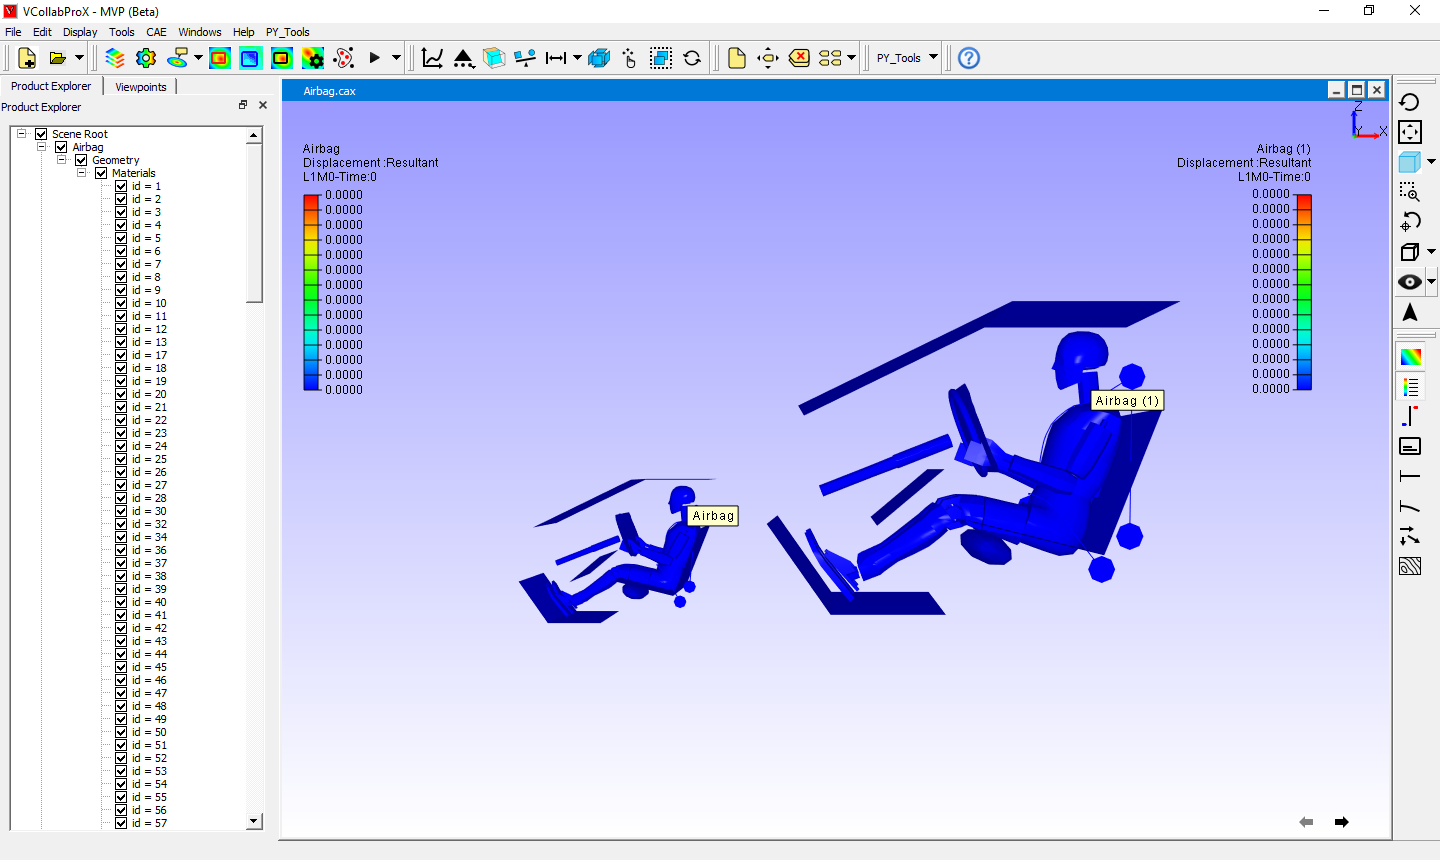 VCollabProX - MVP (Beta)
File Edit Display Tools CAE Windows Help PY_Tools
PY_Tools
Product Explorer Viewpoints
Product Explorer
Scene Root
Airbag
Geometry
Materials
id = 1
id = 2
id = 3
id = 4
id = 5
id = 6
id = 7
id = 8
id = 9
id = 10
id = 11
id = 12
id = 13
id = 17
id = 18
id = 19
id = 20
id = 21
id = 22
id = 23
id = 24
id = 25
id = 26
id = 27
id = 28
id = 30
id = 32
id = 34
id = 36
id = 37
id = 38
id = 39
id = 40
id = 41
id = 42
id = 43
id = 44
id = 45
id = 46
id = 47
id = 48
id = 49
id = 50
id = 51
id = 52
id = 53
id = 54
id = 55
id = 56
id = 57
Airbag.cax
Airbag
Displacement :Resultant
L1M0-Time:0
0.0000
0.0000
0.0000
0.0000
0.0000
0.0000
0.0000
0.0000
0.0000
0.0000
0.0000
0.0000
0.0000
0.0000
Z
Y
X
Airbag (1)
Displacement :Resultant
L1M0-Time:0
0.0000
0.0000
0.0000
0.0000
0.0000
0.0000
0.0000
0.0000
0.0000
0.0000
0.0000
0.0000
0.0000
0.0000
Airbag (1)
Airbag